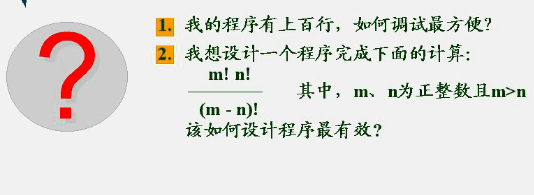 ?
1. 我的程序有上百行，如何调试最方便？
2. 我想设计一个程序完成下面的计算：
m! n!
(m - n)!
其中，m、n为正整数且m>n
该如何设计程序最有效？